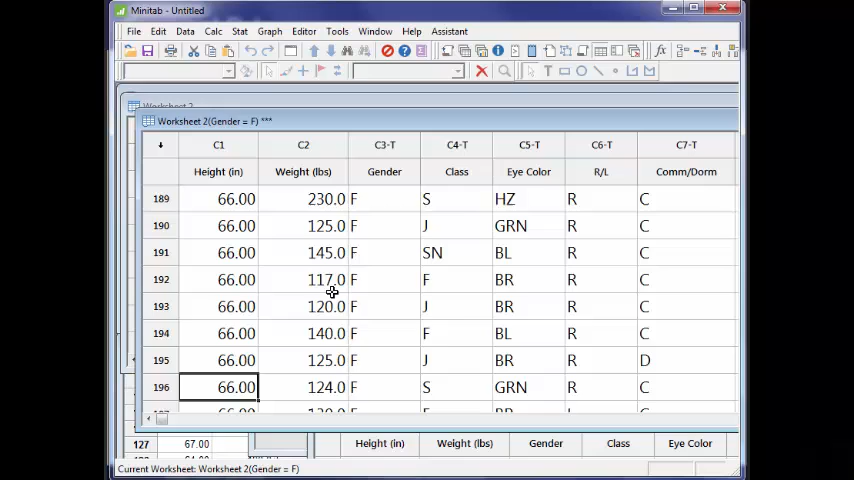 Minitab - Untitled
File Edit Data Calc Stat Graph Editor Tools Window Help Assistant
Worksheet 2
Worksheet 2(Gender = F) ***
C1 C2 C3-T C4-T C5-T C6-T C7-T
Height (in) Weight (lbs) Gender Class Eye Color R/L Comm/Dorm
189 66.00 230.0 F S HZ R C
190 66.00 125.0 F J GRN R C
191 66.00 145.0 F SN BL R C
192 66.00 117.0 F F BR R C
193 66.00 120.0 F J BR R C
194 66.00 140.0 F F BL R C
195 66.00 125.0 F J BR R D
196 66.00 124.0 F S GRN R C
127 67.00 Height (in) Weight (lbs) Gender Class Eye Color
Current Worksheet: Worksheet 2(Gender = F)